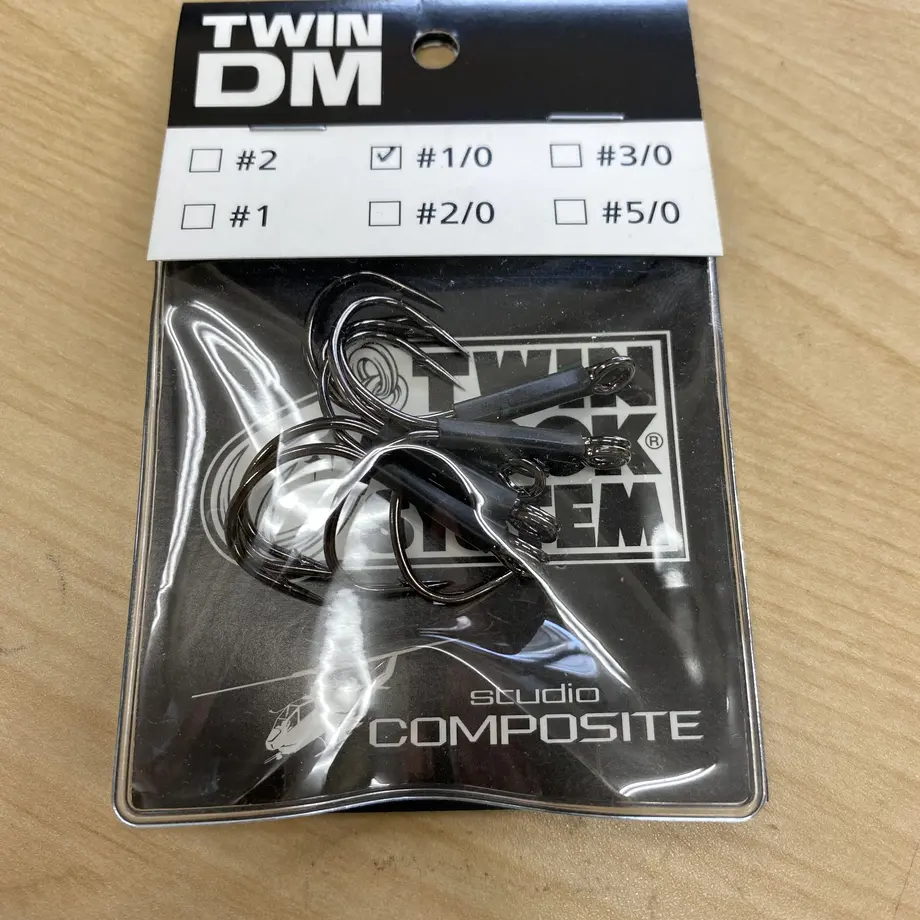 TWIN
DM
#2 #1/0 #3/0
#1 #2/0 #5/0
TWIN
SYSTEM
®
studio
COMPOSITE